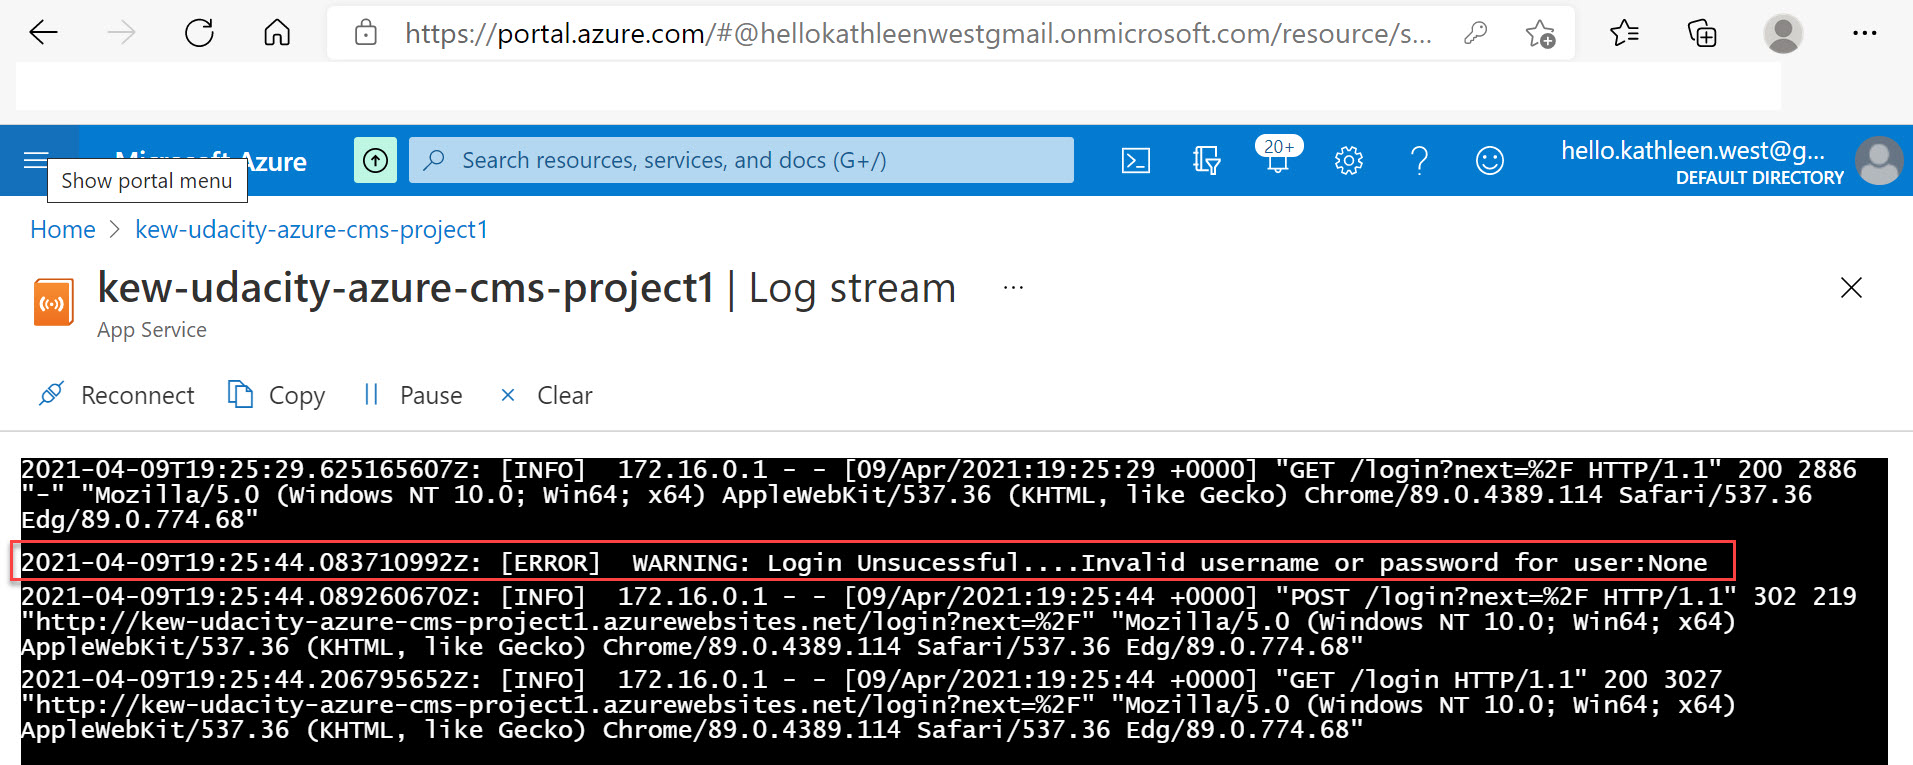 https://portal.azure.com/#@hellokathleenwestgmail.onmicrosoft.com/resource/s...
Azure
Search resources, services, and docs (G+/)
20+
hello.kathleen.west@g...
DEFAULT DIRECTORY
Show portal menu
Home > kew-udacity-azure-cms-project1
kew-udacity-azure-cms-project1 | Log stream ...
App Service
Reconnect Copy Pause Clear
2021-04-09T19:25:29.625165607Z: [INFO]  172.16.0.1 - - [09/Apr/2021:19:25:29 +0000] "GET /login?next=%2F HTTP/1.1" 200 2886
"-" "Mozilla/5.0 (Windows NT 10.0; Win64; x64) AppleWebKit/537.36 (KHTML, like Gecko) Chrome/89.0.4389.114 Safari/537.36
Edg/89.0.774.68"
2021-04-09T19:25:44.083710992Z: [ERROR]  WARNING: Login Unsucessful....Invalid username or password for user:None
2021-04-09T19:25:44.089260670Z: [INFO]  172.16.0.1 - - [09/Apr/2021:19:25:44 +0000] "POST /login?next=%2F HTTP/1.1" 302 219
"http://kew-udacity-azure-cms-project1.azurewebsites.net/login?next=%2F" "Mozilla/5.0 (Windows NT 10.0; Win64; x64)
AppleWebKit/537.36 (KHTML, like Gecko) Chrome/89.0.4389.114 Safari/537.36 Edg/89.0.774.68"
2021-04-09T19:25:44.206795652Z: [INFO]  172.16.0.1 - - [09/Apr/2021:19:25:44 +0000] "GET /login HTTP/1.1" 200 3027
"http://kew-udacity-azure-cms-project1.azurewebsites.net/login?next=%2F" "Mozilla/5.0 (Windows NT 10.0; Win64; x64)
AppleWebKit/537.36 (KHTML, like Gecko) Chrome/89.0.4389.114 Safari/537.36 Edg/89.0.774.68"